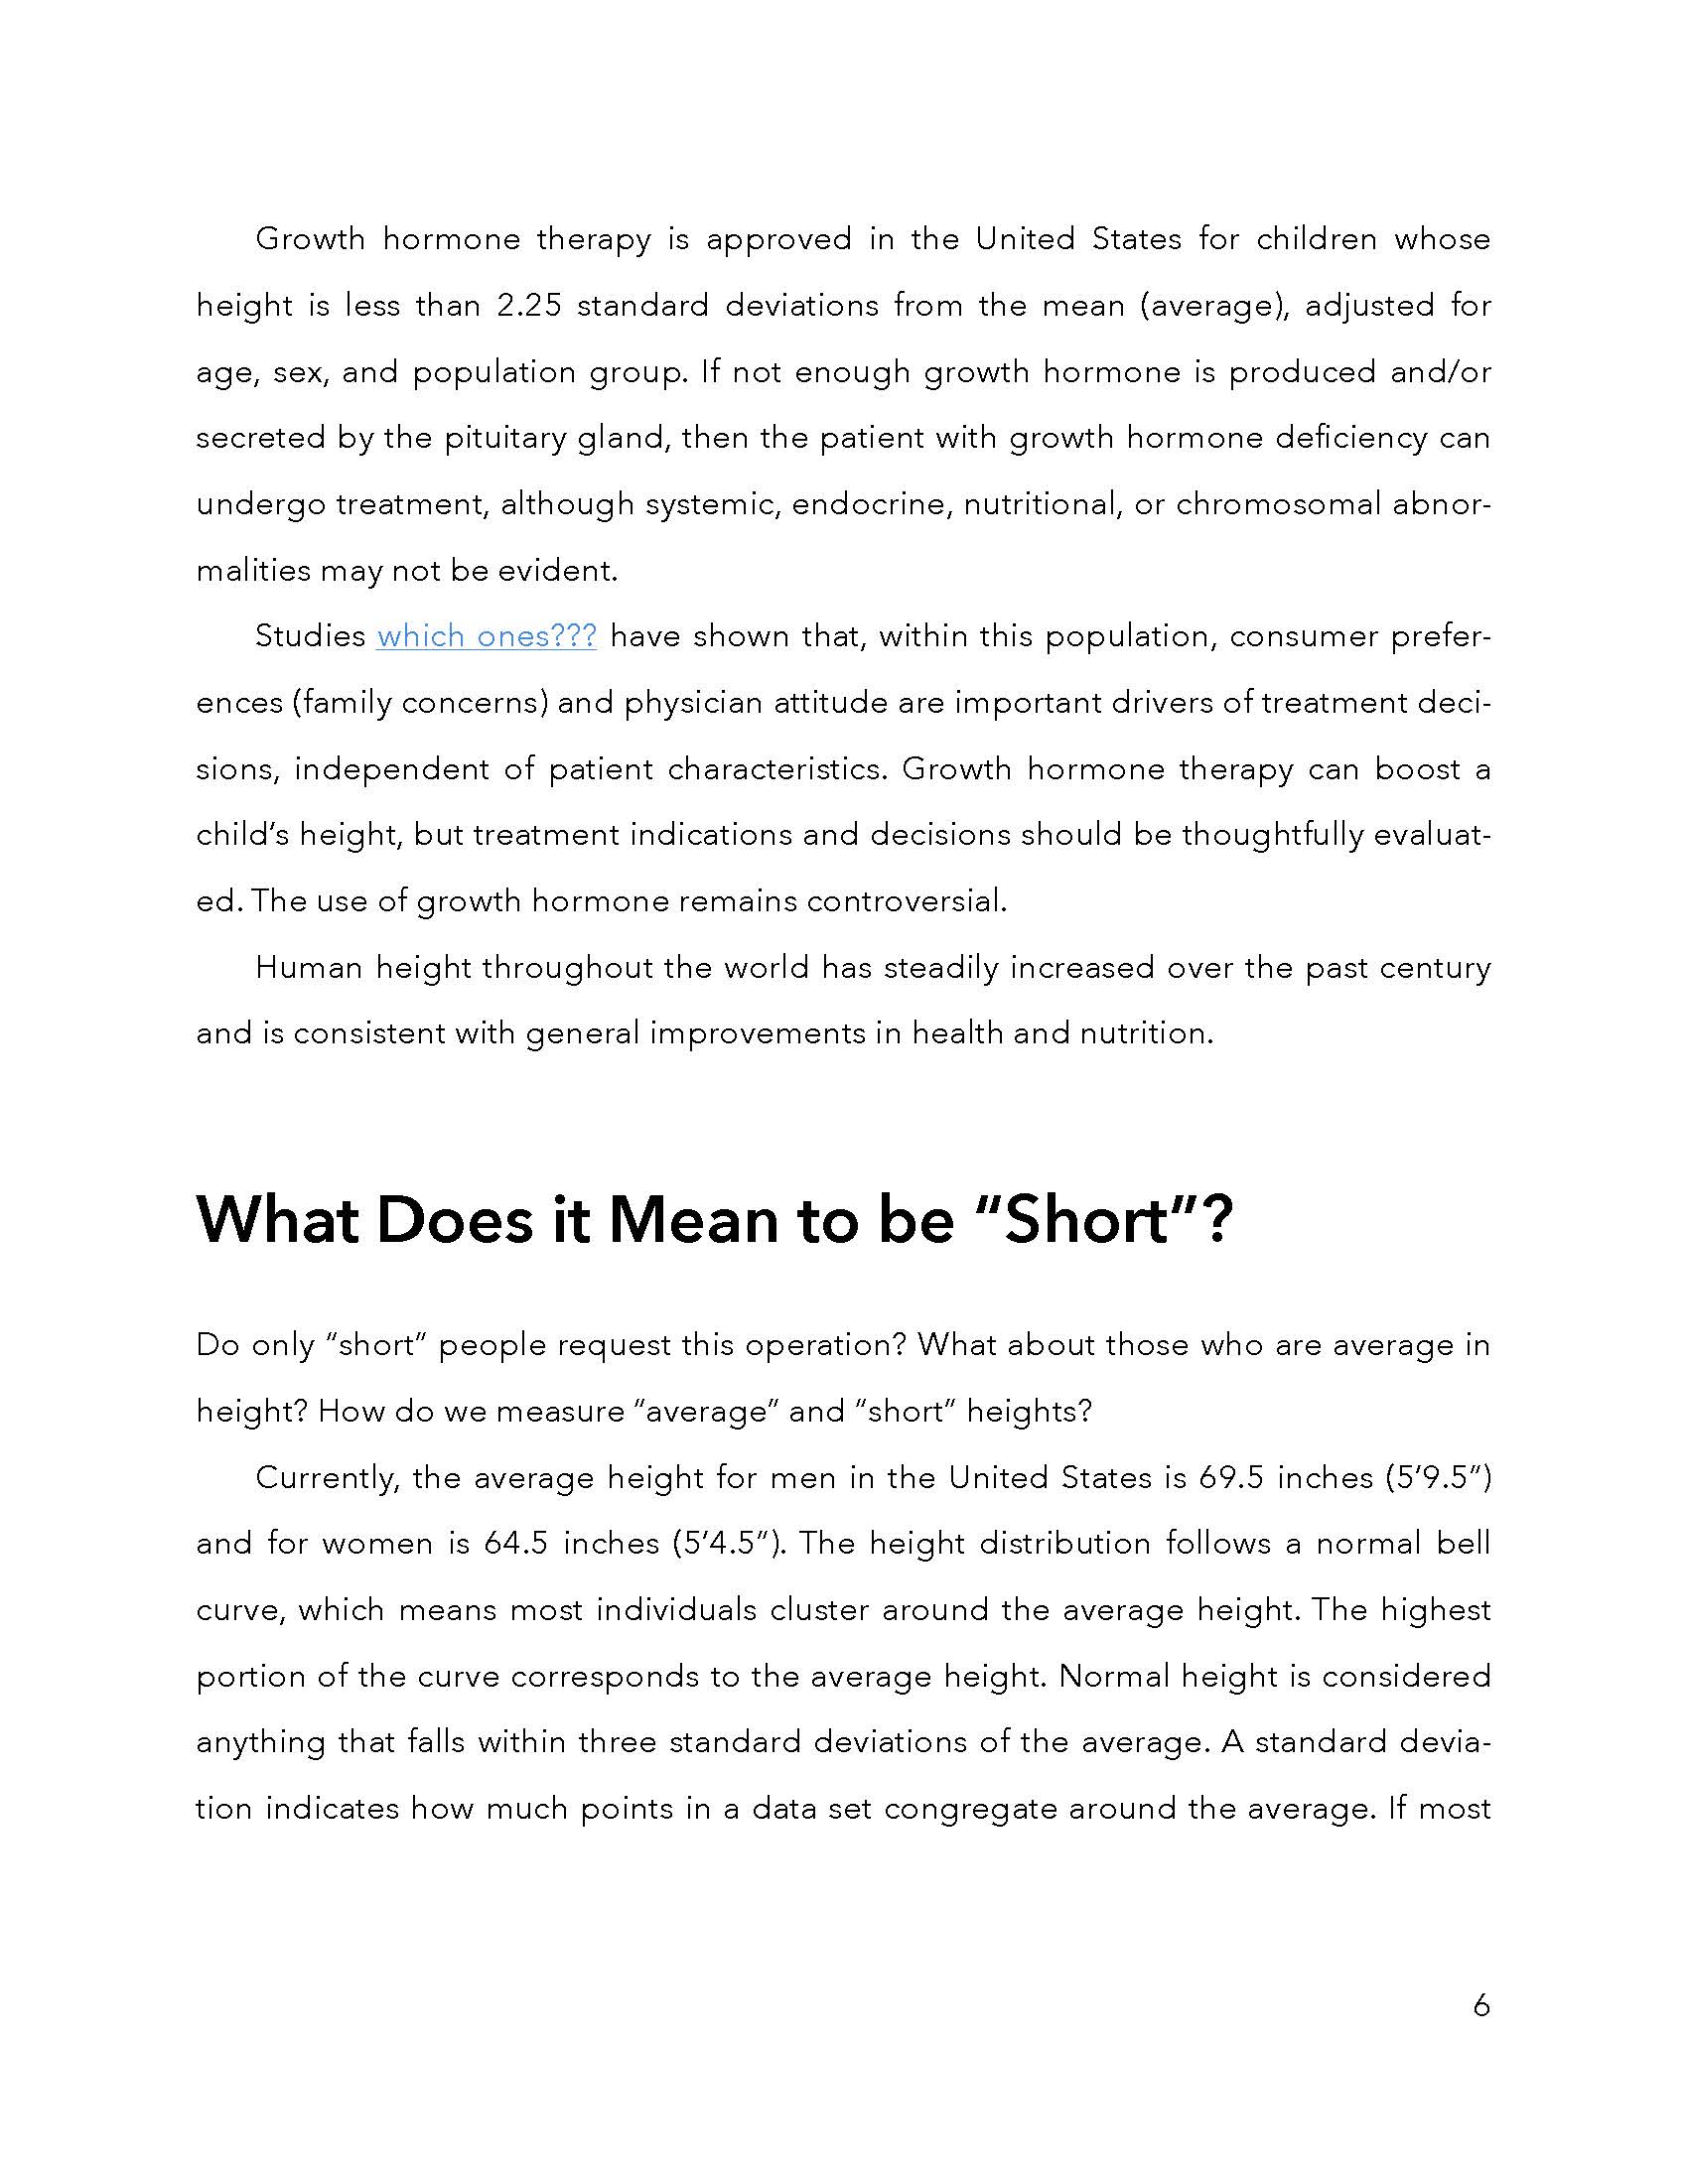 Growth hormone therapy is approved in the United States for children whose
height is less than 2.25 standard deviations from the mean (average), adjusted for
age, sex, and population group. If not enough growth hormone is produced and/or
secreted by the pituitary gland, then the patient with growth hormone deficiency can
undergo treatment, although systemic, endocrine, nutritional, or chromosomal abnor-
malities may not be evident.
Studies which ones??? have shown that, within this population, consumer prefer-
ences (family concerns) and physician attitude are important drivers of treatment deci-
sions, independent of patient characteristics. Growth hormone therapy can boost a
child’s height, but treatment indications and decisions should be thoughtfully evaluat-
ed. The use of growth hormone remains controversial.
Human height throughout the world has steadily increased over the past century
and is consistent with general improvements in health and nutrition.
What Does it Mean to be “Short”?
Do only “short” people request this operation? What about those who are average in
height? How do we measure “average” and “short” heights?
Currently, the average height for men in the United States is 69.5 inches (5’9.5”)
and for women is 64.5 inches (5’4.5”). The height distribution follows a normal bell
curve, which means most individuals cluster around the average height. The highest
portion of the curve corresponds to the average height. Normal height is considered
anything that falls within three standard deviations of the average. A standard devia-
tion indicates how much points in a data set congregate around the average. If most
6